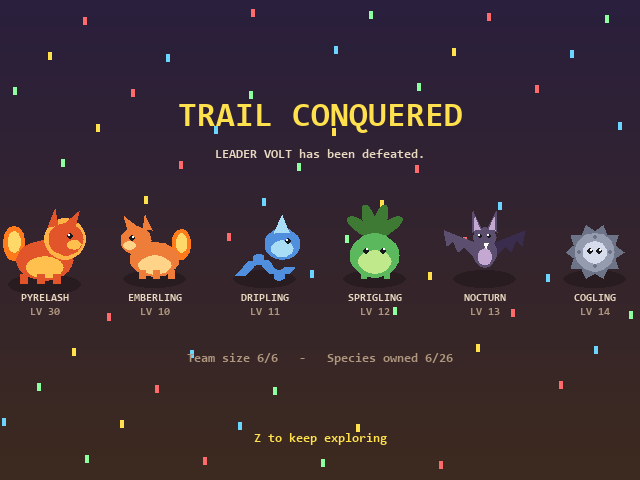 TRAIL CONQUERED
LEADER VOLT has been defeated.
PYRELASH EMBERLING DRIPLING SPRIGLING NOCTURN COGLING
LV 30 LV 10 LV 11 LV 12 LV 13 LV 14
Team size 6/6 - Species owned 6/26
Z to keep exploring